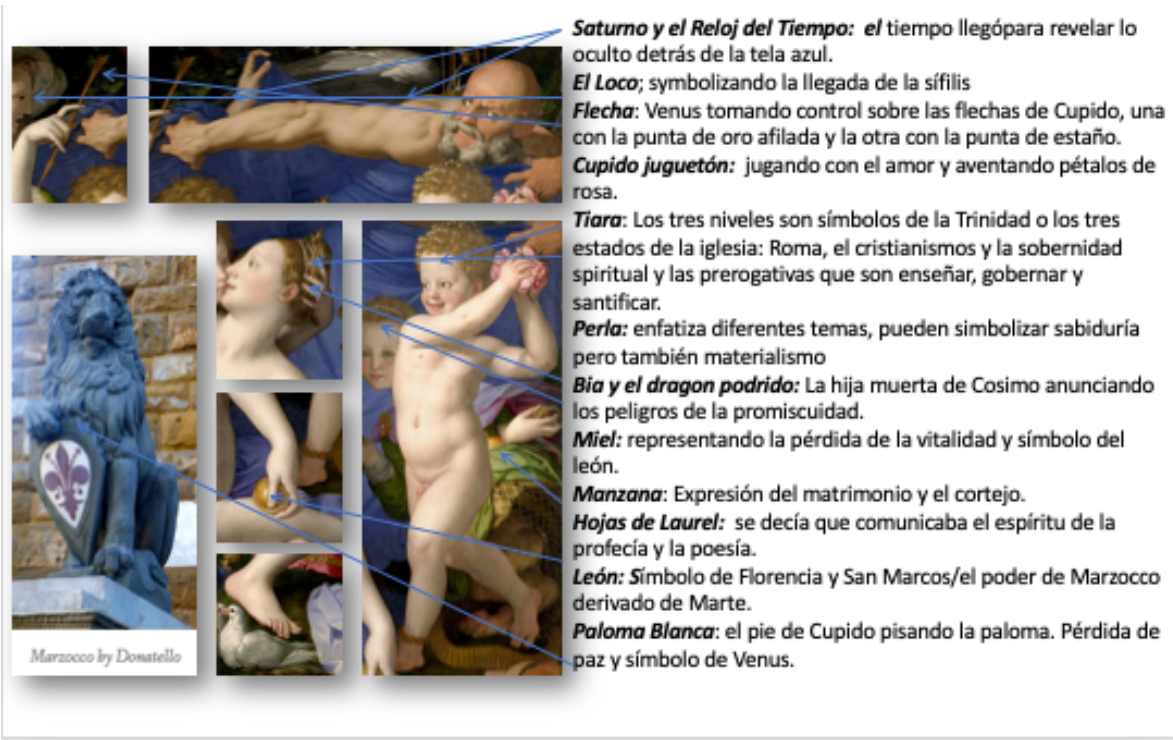 Saturno y el Reloj del Tiempo: el tiempo llegópara revelar lo
oculto detrás de la tela azul.
El Loco; symbolizando la llegada de la sífilis
Flecha: Venus tomando control sobre las flechas de Cupido, una
con la punta de oro afilada y la otra con la punta de estaño.
Cupido juguetón: jugando con el amor y aventando pétalos de
rosa.
Tiara: Los tres niveles son símbolos de la Trinidad o los tres
estados de la iglesia: Roma, el cristianismos y la sobernidad
spiritual y las prerogativas que son enseñar, gobernar y
santificar.
Perla: enfatiza diferentes temas, pueden simbolizar sabiduría
pero también materialismo
Bia y el dragon podrido: La hija muerta de Cosimo anunciando
los peligros de la promiscuidad.
Miel: representando la pérdida de la vitalidad y símbolo del
león.
Manzana: Expresión del matrimonio y el cortejo.
Hojas de Laurel: se decía que comunicaba el espíritu de la
profecía y la poesía.
León: Símbolo de Florencia y San Marcos/el poder de Marzocco
derivado de Marte.
Paloma Blanca: el pie de Cupido pisando la paloma. Pérdida de
paz y símbolo de Venus.
Marzocco by Donatello